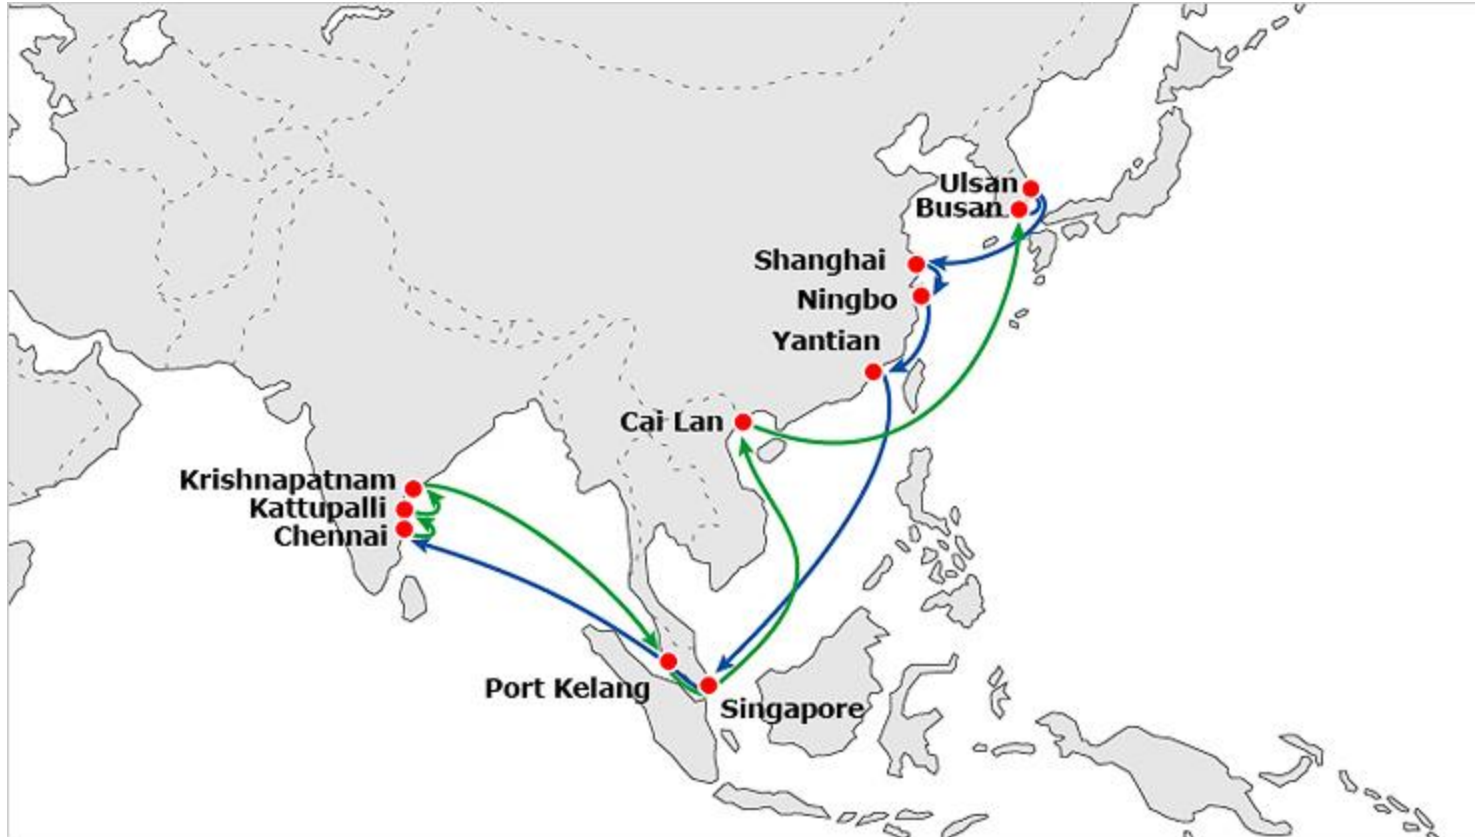 Ulsan
Busan
Shanghai
Ningbo
Yantian
Cai Lan
Krishnapatnam
Kattupalli
Chennai
Port Kelang
Singapore